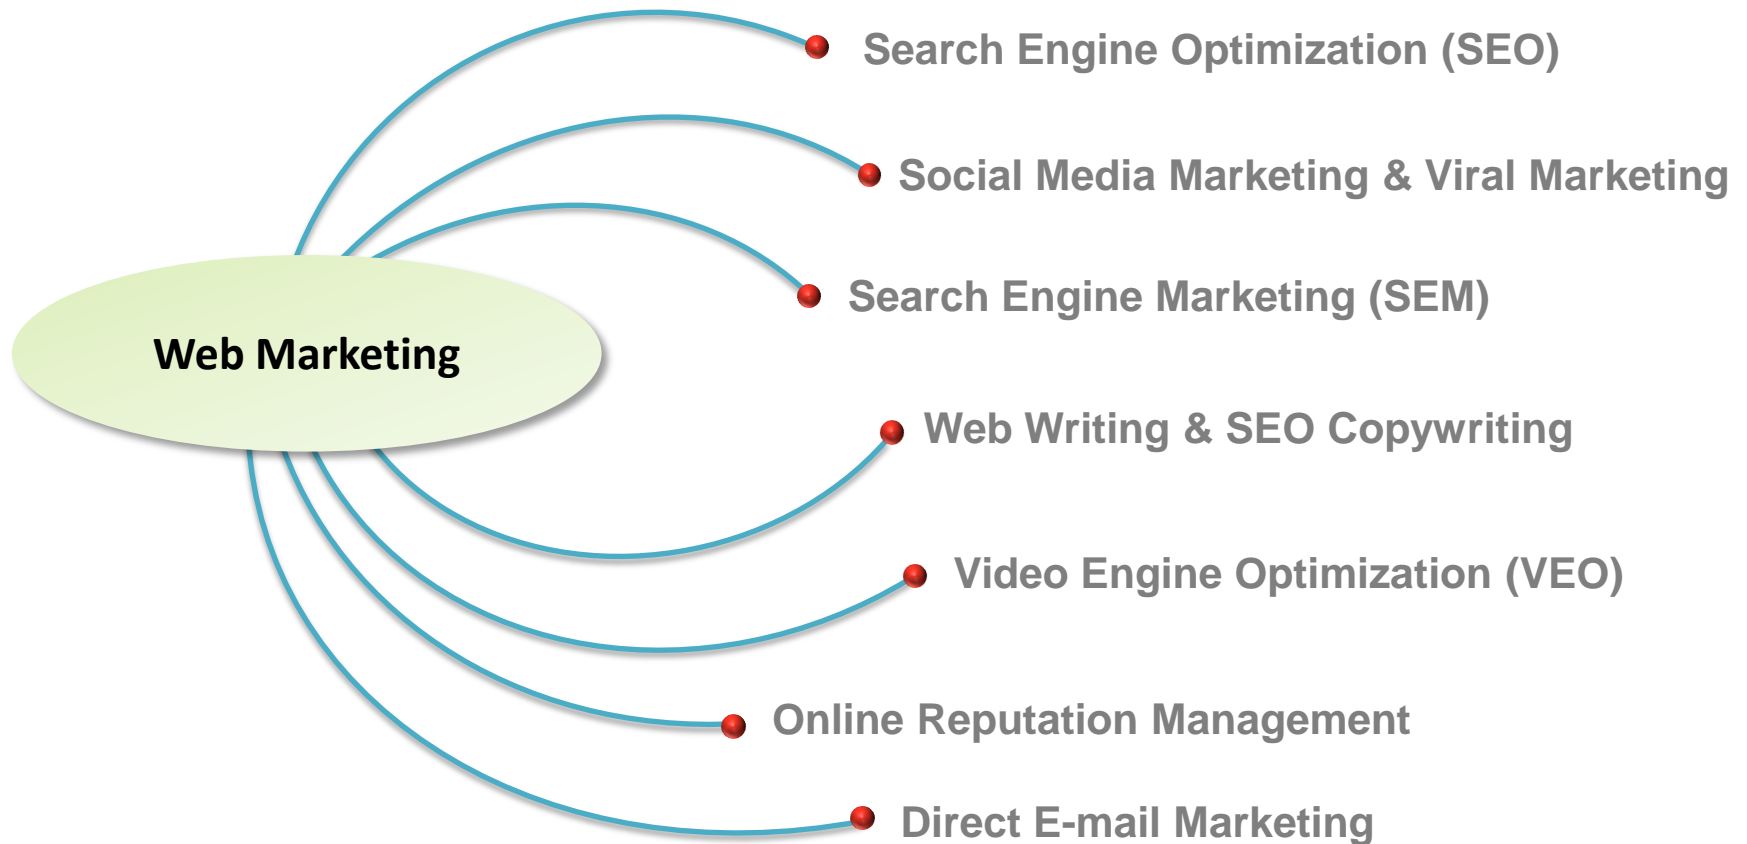 Search Engine Optimization (SEO)
Social Media Marketing & Viral Marketing
Search Engine Marketing (SEM)
Web Marketing
Web Writing & SEO Copywriting
Video Engine Optimization (VEO)
Online Reputation Management
Direct E-mail Marketing